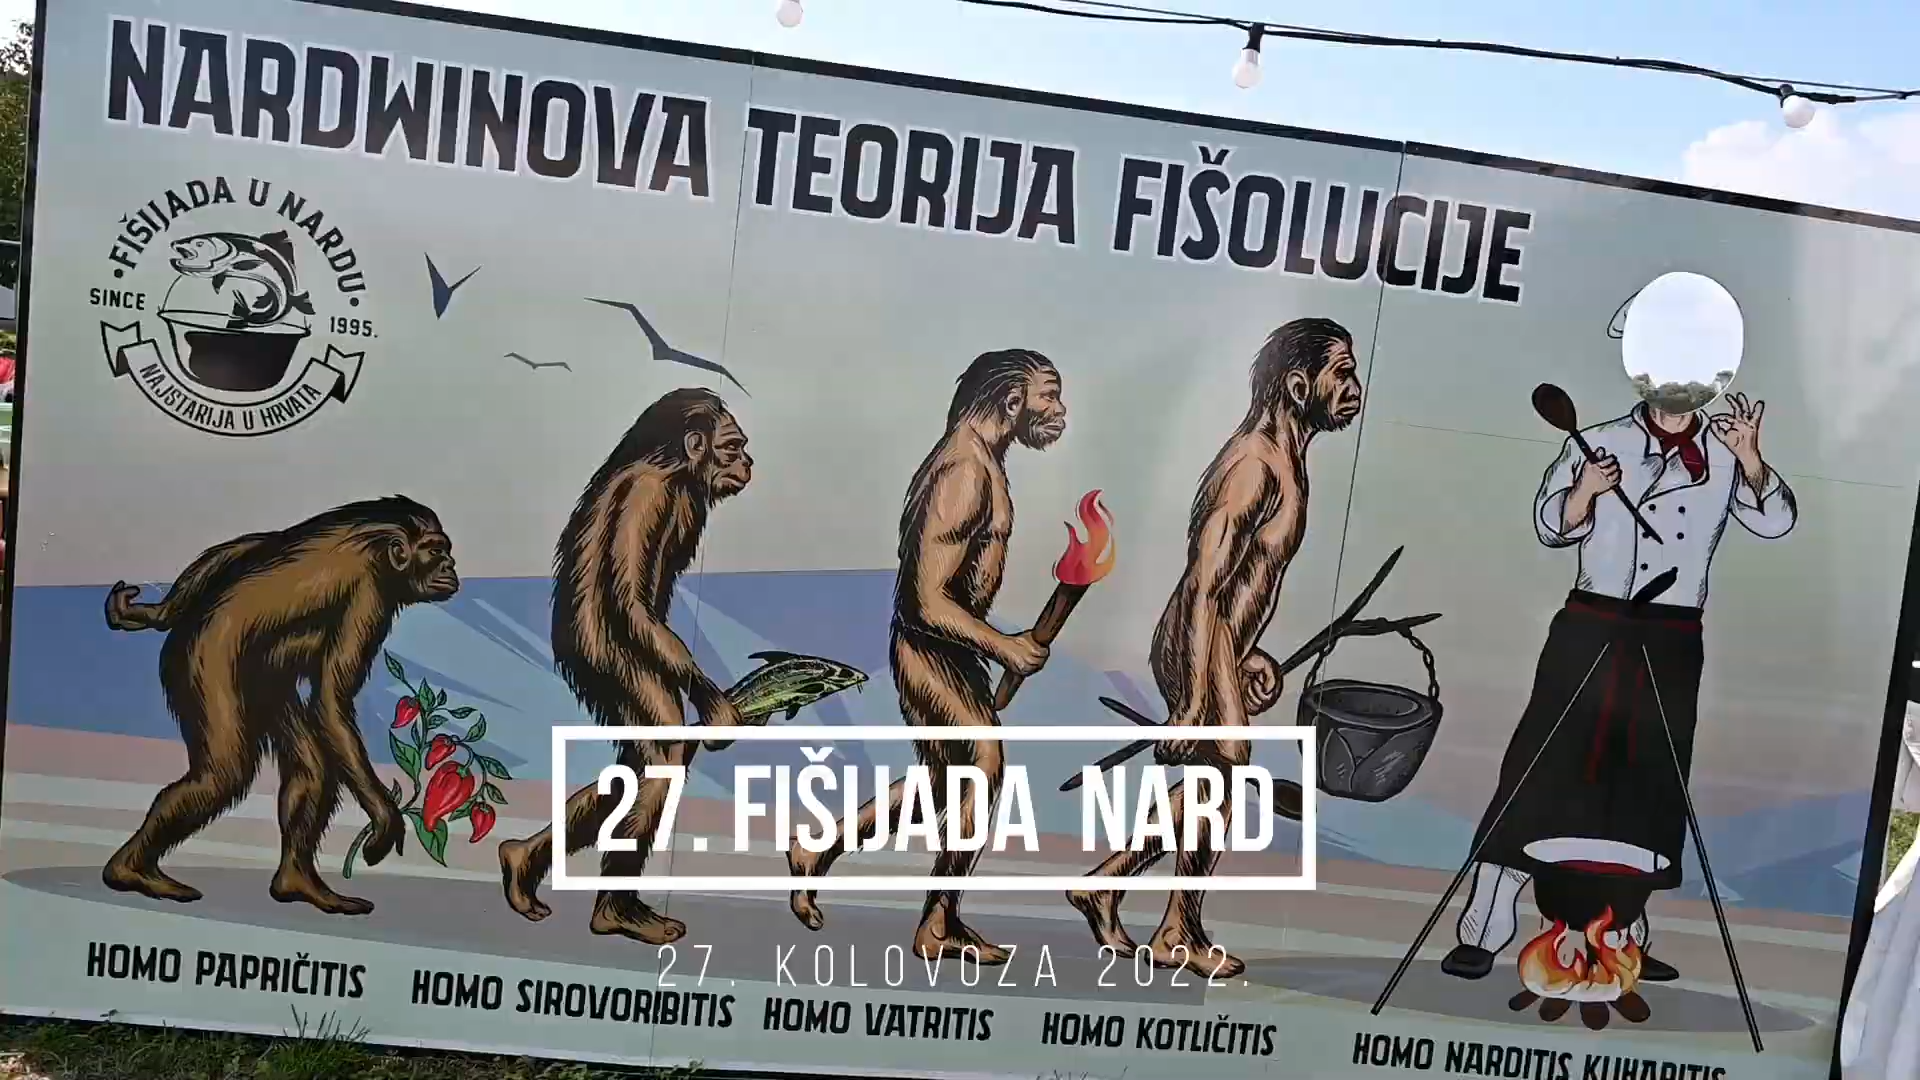 NARDWINOVA TEORIJA FIŠOLUCIJE
•FIŠIJADA U NARDU•
SINCE 1995.
NAJSTARIJA U HRVATA
27. FIŠIJADA NARD
27. KOLOVOZA 2022.
HOMO PAPRIČITIS
HOMO SIROVORIBITIS
HOMO VATRITIS
HOMO KOTLIČITIS
HOMO NARDITIS KUHARITIS